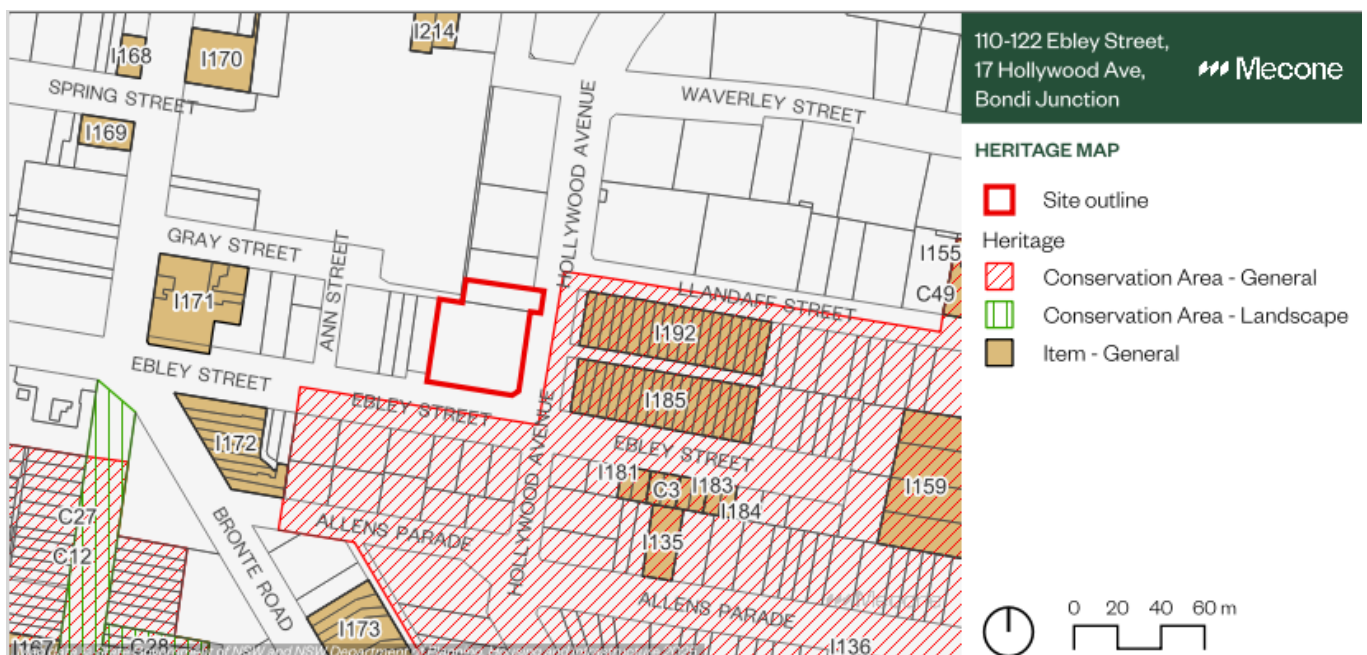 110-122 Ebley Street,
17 Hollywood Ave,
Bondi Junction
Mecone
HERITAGE MAP
Site outline
Heritage
Conservation Area - General
Conservation Area - Landscape
Item - General
0 20 40 60 m
I214
I168
I170
SPRING STREET
I169
WAVERLEY STREET
HOLLYWOOD AVENUE
GRAY STREET
ANN STREET
I155
C49
LLANDAFF STREET
I171
I192
EBLEY STREET
EBLEY STREET
I185
HOLLYWOOD AVENUE
EBLEY STREET
I172
I181
C3
I183
I184
I159
I135
C27
C12
BRONTE ROAD
ALLENS PARADE
ALLENS PARADE
Mecone
I173
I136
I167
C28